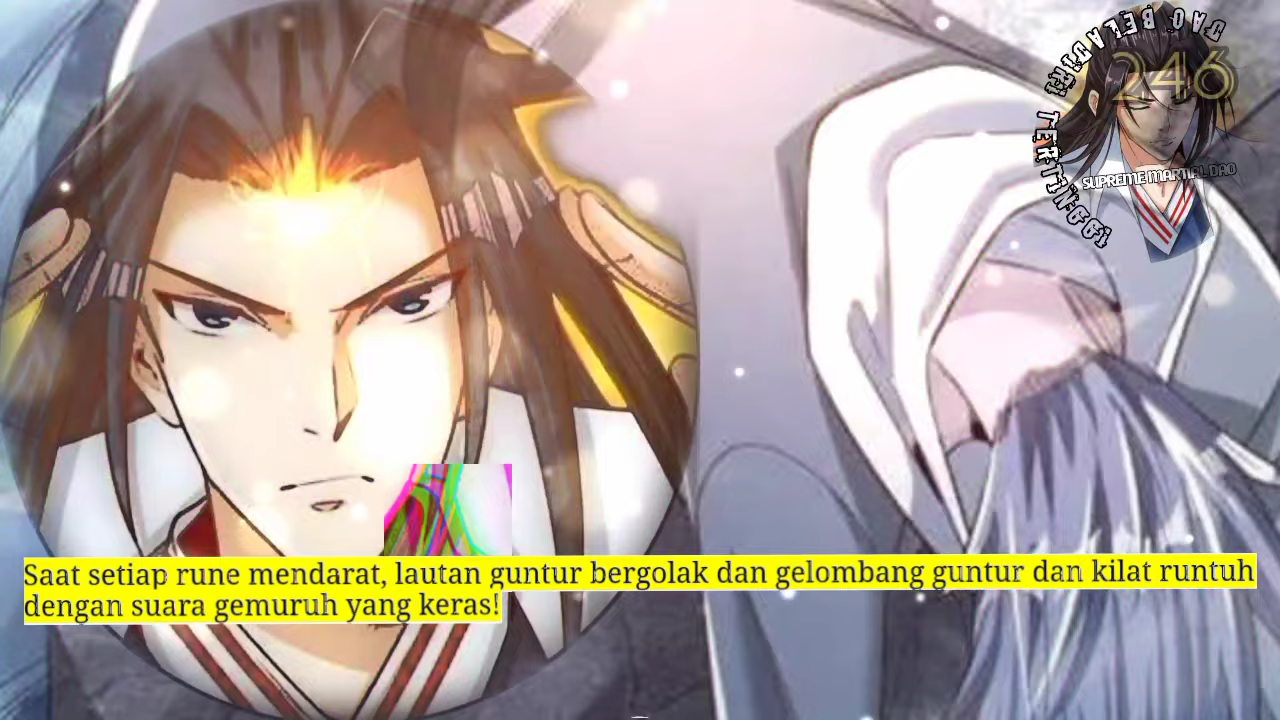 DAO BELADIRI TERTINGGI
246
SUPREME MARTIAL DAO
Saat setiap rune mendarat, lautan guntur bergolak dan gelombang guntur dan kilat runtuh
dengan suara gemuruh yang keras!